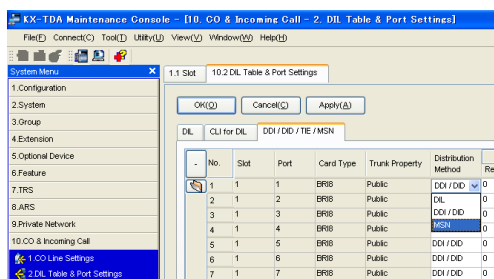 KX-TDA Maintenance Console - [10. CO & Incoming Call - 2. DIL Table & Port Settings]
File(F) Connect(C) Tool(T) Utility(U) View(V) Window(W) Help(H)
System Menu X 1.1 Slot 10.2 DIL Table & Port Settings
1.Configuration
2.System
3.Group
4.Extension
5.Optional Device
6.Feature
7.TRS
8.ARS
9.Private Network
10.CO & Incoming Call
1.CO Line Settings
2.DIL Table & Port Settings
OK(O) Cancel(C) Apply(A)
DIL CLI for DIL DDI / DID / TIE / MSN
- No. Slot Port Card Type Trunk Property Distribution Method Re
1 1 1 BRI8 Public DDI / DID 0
2 1 2 BRI8 Public DIL 0
3 1 3 BRI8 Public DDI / DID 0
4 1 4 BRI8 Public MSN 0
5 1 5 BRI8 Public DDI / DID 0
6 1 6 BRI8 Public DDI / DID 0
7 1 7 BRI8 Public DDI / DID 0